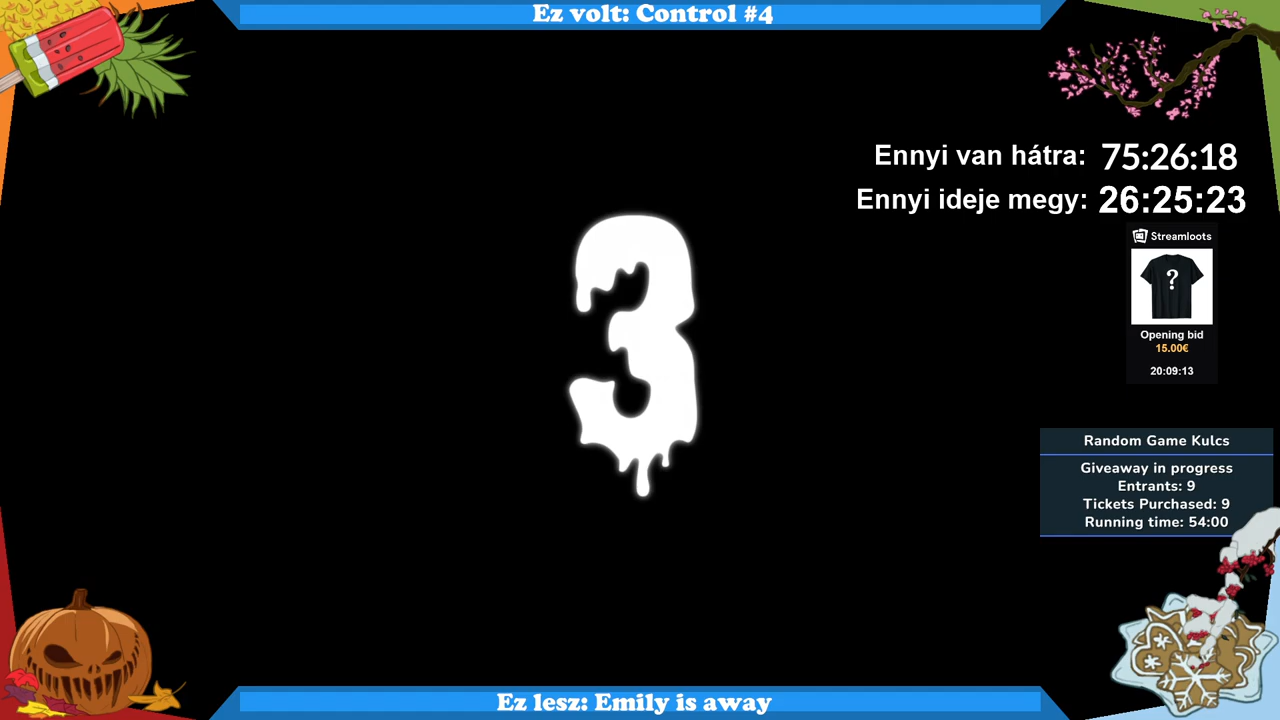 Ez volt: Control #4
Ennyi van hátra: 75:26:18
Ennyi ideje megy: 26:25:23
Streamloots
?
Opening bid
15.00€
20:09:13
3
Random Game Kulcs
Giveaway in progress
Entrants: 9
Tickets Purchased: 9
Running time: 54:00
Ez lesz: Emily is away